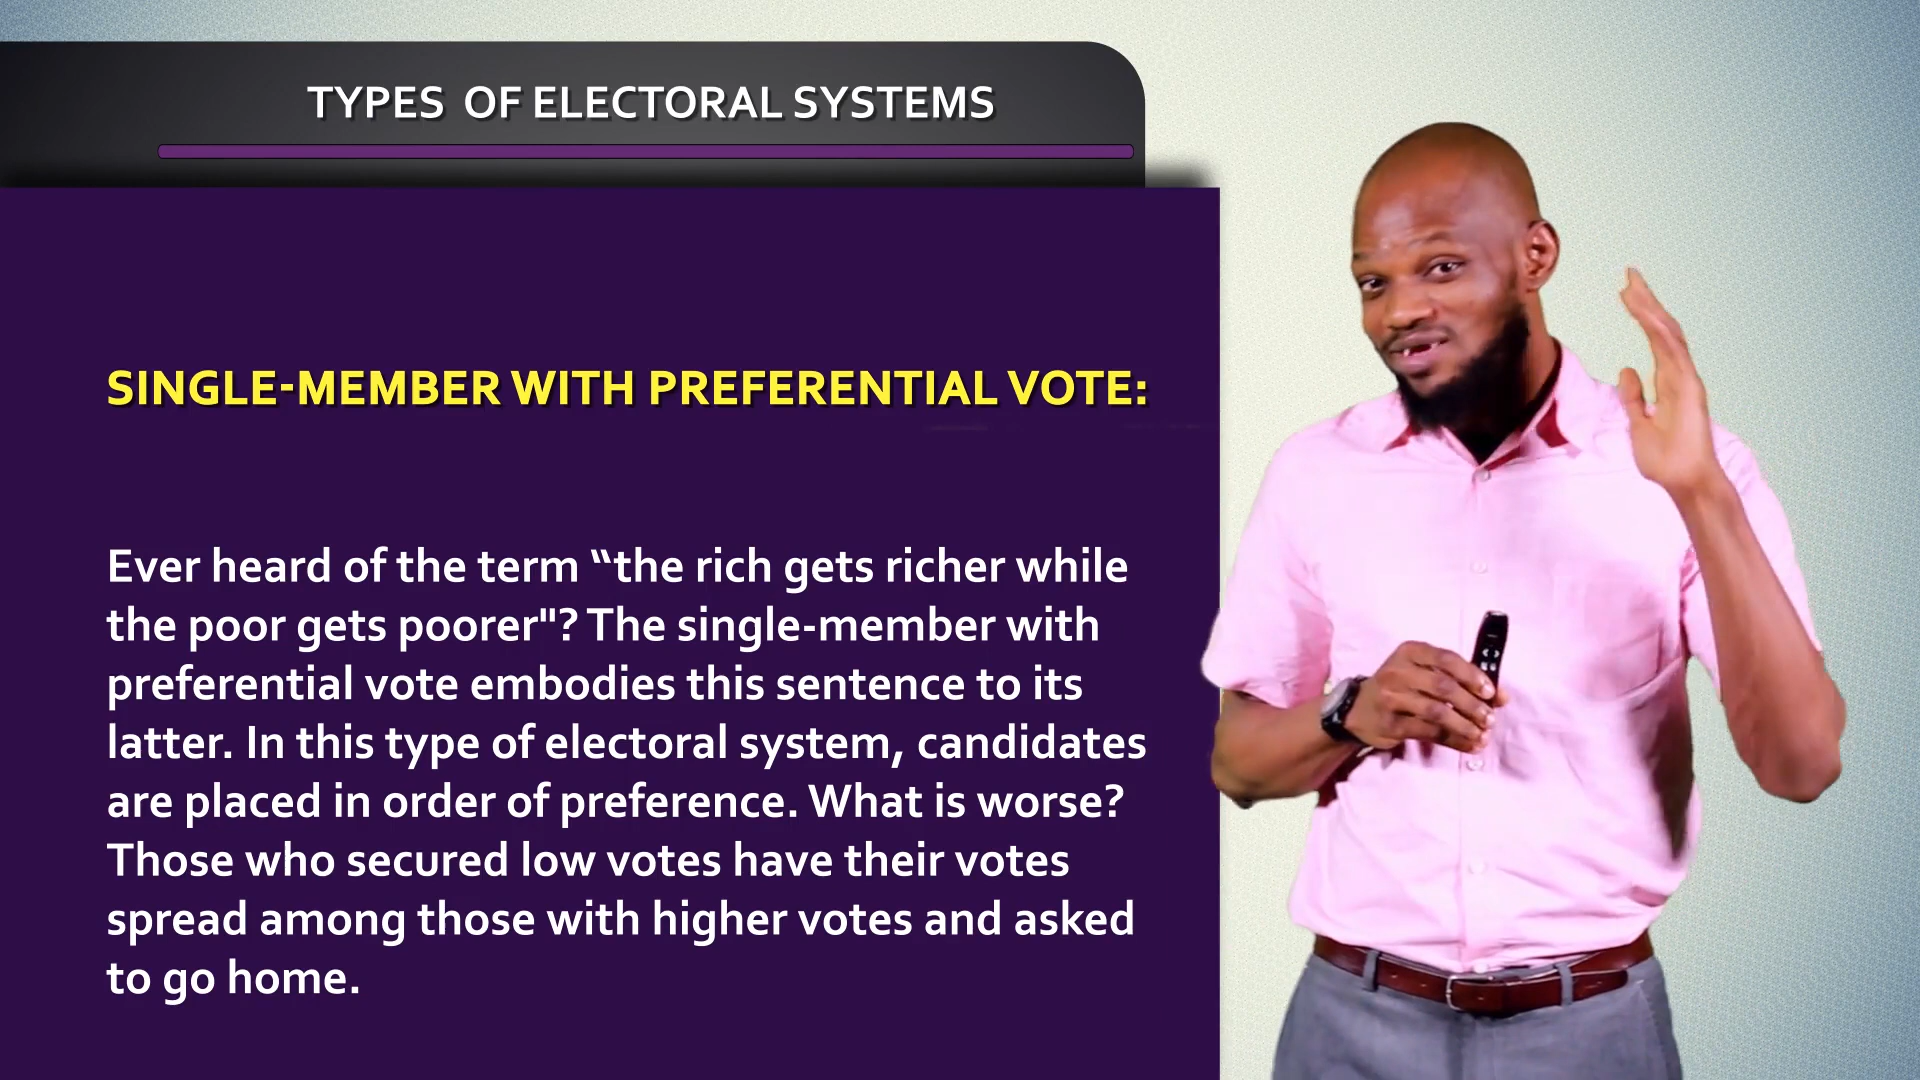 TYPES OF ELECTORAL SYSTEMS
SINGLE-MEMBER WITH PREFERENTIAL VOTE:
Ever heard of the term “the rich gets richer while
the poor gets poorer"? The single-member with
preferential vote embodies this sentence to its
latter. In this type of electoral system, candidates
are placed in order of preference. What is worse?
Those who secured low votes have their votes
spread among those with higher votes and asked
to go home.